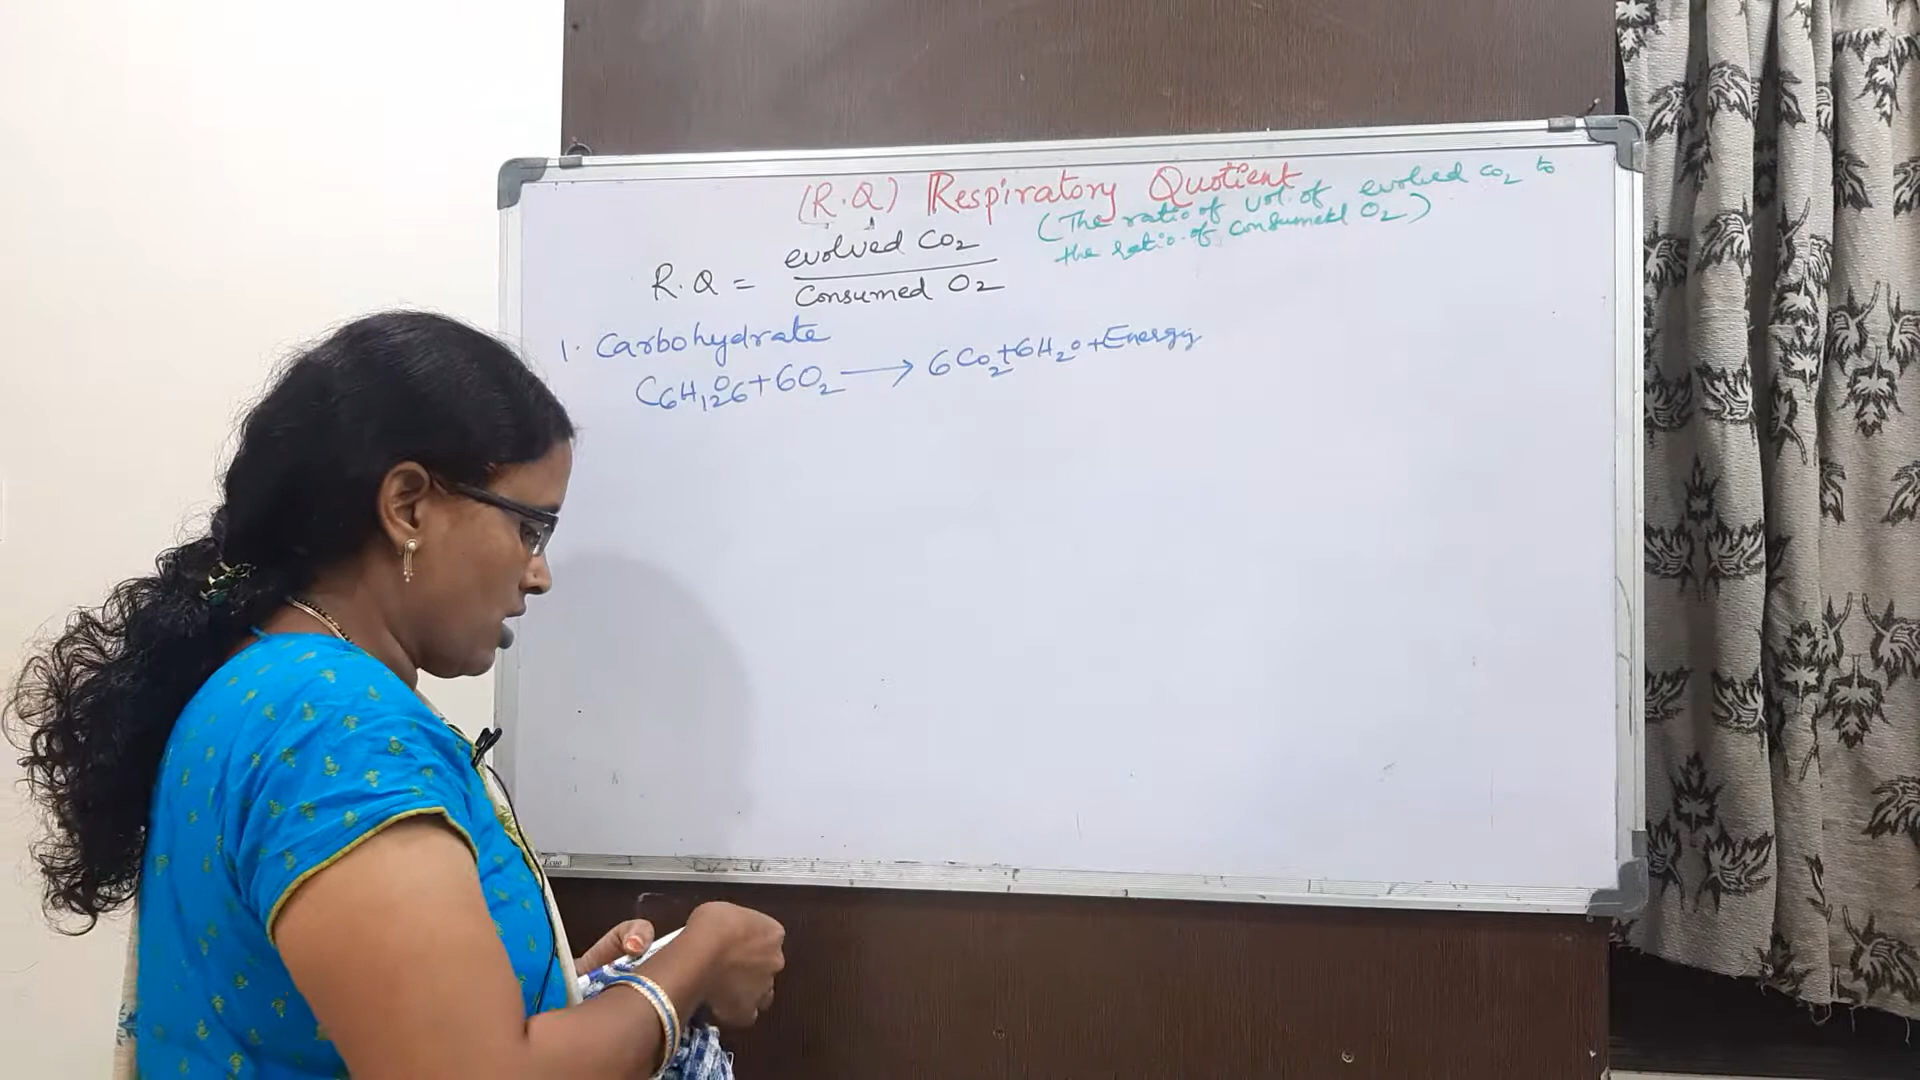 (R.Q) Respiratory Quotient
(The ratio of vol. of evolved CO2 to
the ratio of consumed O2)
R.Q = evolved CO2
Consumed O2
1. Carbohydrate
C6H12O6+6O2 → 6CO2+6H2O+Energy